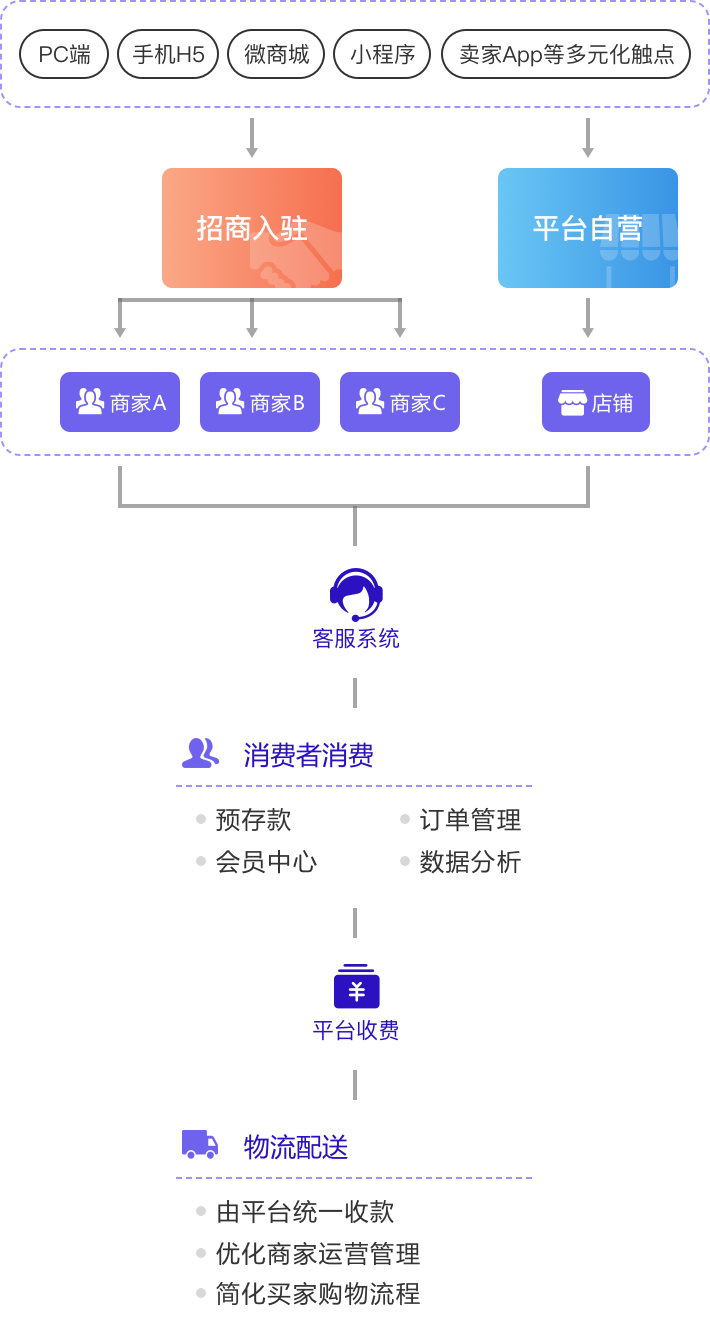 PC端 手机H5 微商城 小程序 卖家App等多元化触点
招商入驻 平台自营
商家A 商家B 商家C 店铺
客服系统
消费者消费
预存款 订单管理
会员中心 数据分析
平台收费
物流配送
由平台统一收款
优化商家运营管理
简化买家购物流程